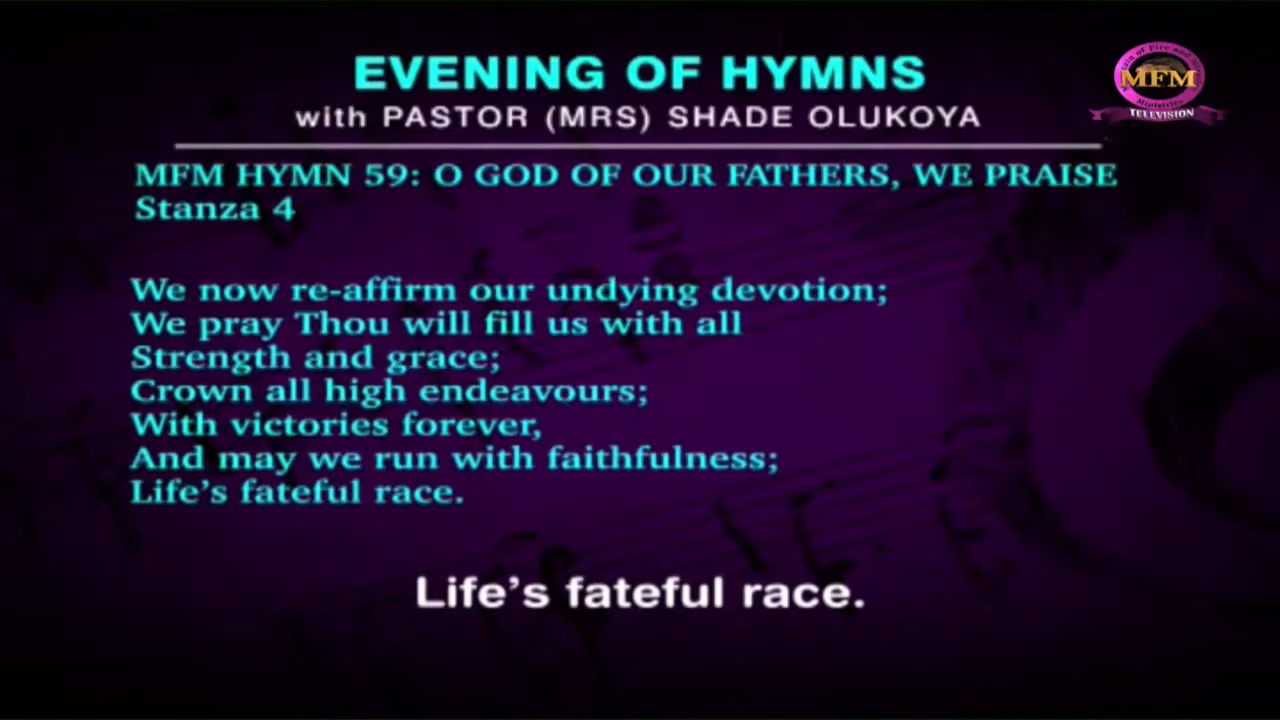 EVENING OF HYMNS
with PASTOR (MRS) SHADE OLUKOYA
MFM
Ministries
TELEVISION
MFM HYMN 59: O GOD OF OUR FATHERS, WE PRAISE
Stanza 4
We now re-affirm our undying devotion;
We pray Thou will fill us with all
Strength and grace;
Crown all high endeavours;
With victories forever,
And may we run with faithfulness;
Life's fateful race.
Life's fateful race.